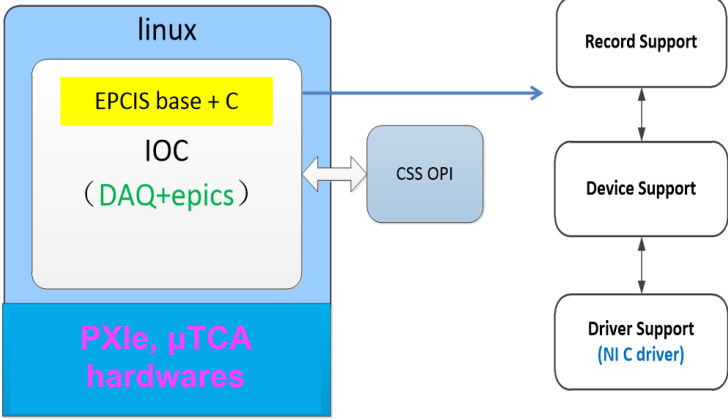 linux
EPCIS base + C
IOC
（DAQ+epics）
PXIe, μTCA
hardwares
CSS OPI
Record Support
Device Support
Driver Support
(NI C driver)